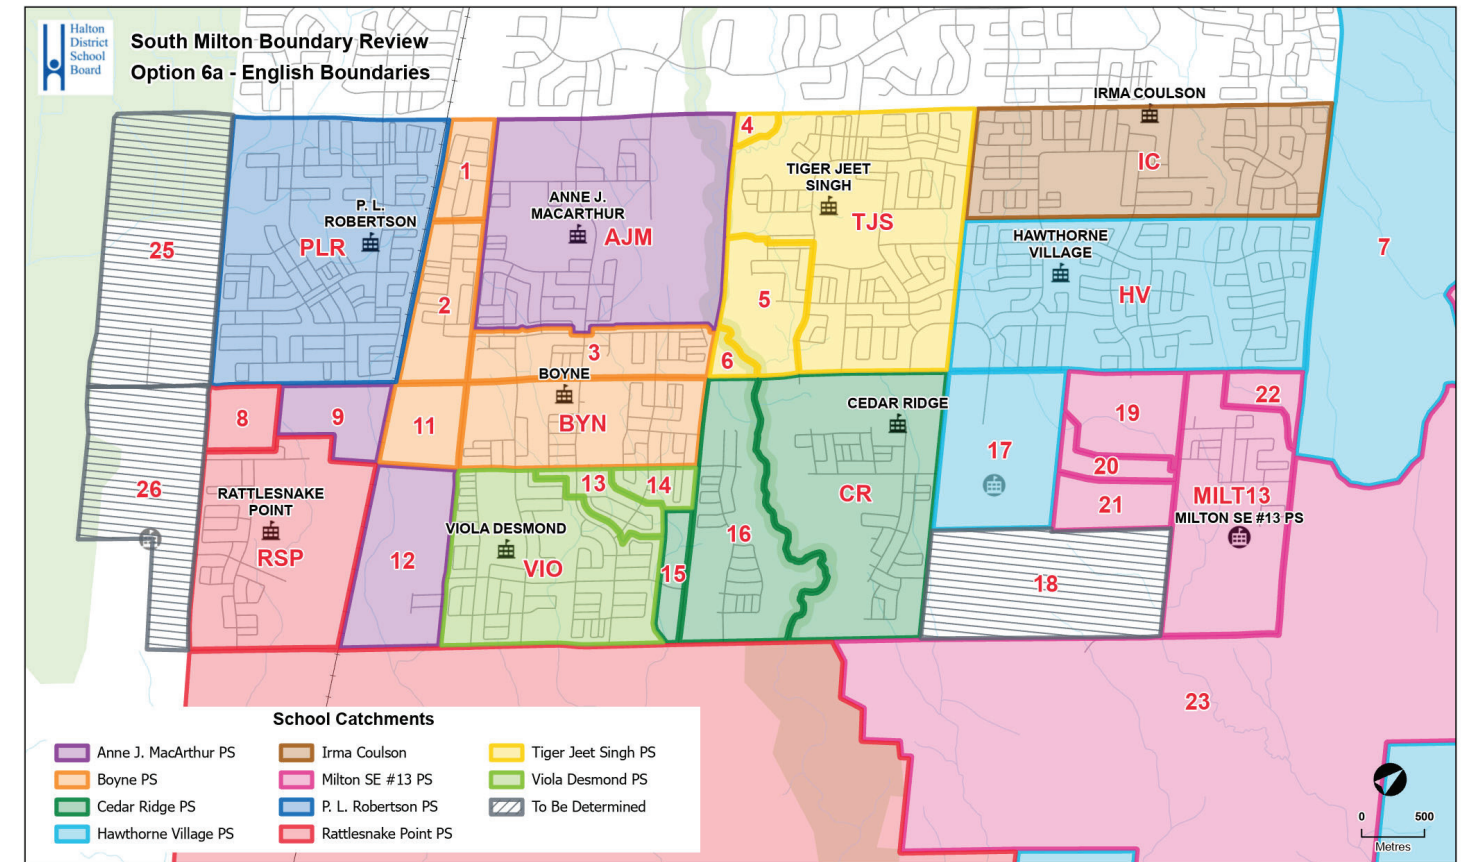 Halton
District
School
Board
South Milton Boundary Review
Option 6a - English Boundaries
IRMA COULSON
4
1
TIGER JEET
SINGH
IC
ANNE J.
MACARTHUR
P. L.
ROBERTSON
TJS
AJM
PLR
HAWTHORNE
VILLAGE
7
25
HV
5
2
3
6
BOYNE
22
CEDAR RIDGE
19
8
9
11
BYN
17
20
13
14
26
RATTLESNAKE
POINT
CR
MILT13
21
MILTON SE #13 PS
VIOLA DESMOND
16
RSP
12
VIO
15
18
23
School Catchments
Anne J. MacArthur PS
Boyne PS
Cedar Ridge PS
Hawthorne Village PS
Irma Coulson
Milton SE #13 PS
P. L. Robertson PS
Rattlesnake Point PS
Tiger Jeet Singh PS
Viola Desmond PS
To Be Determined
0 500
Metres